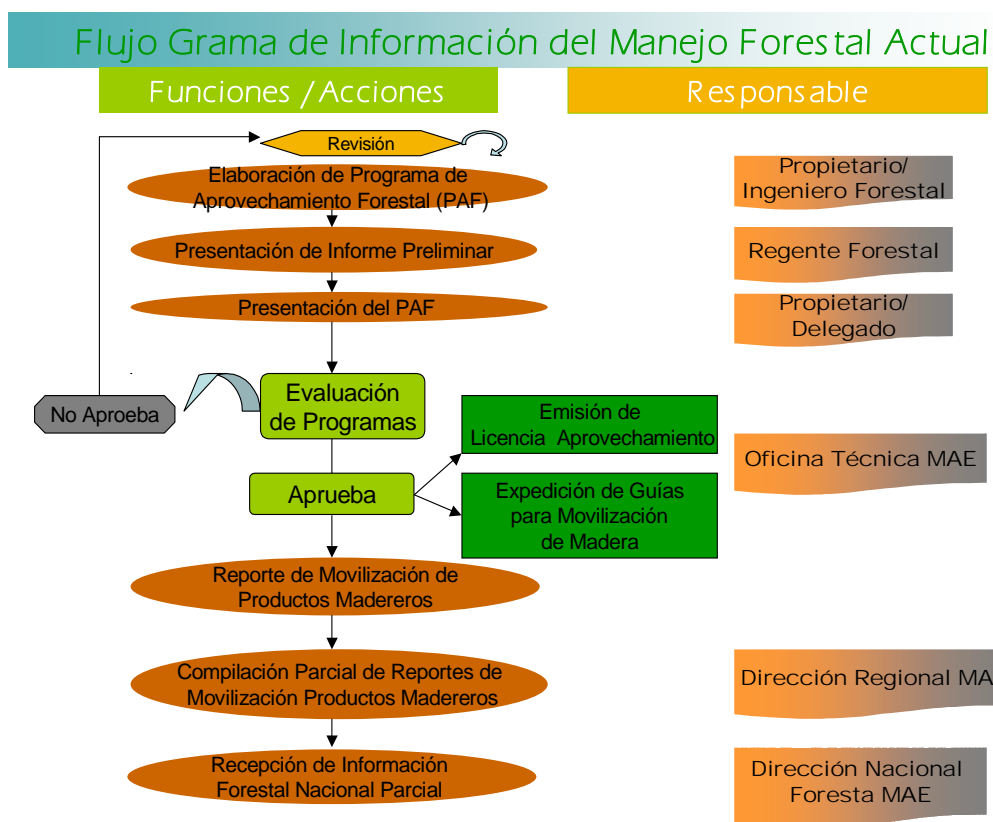 Flujo Grama de Información del Manejo Forestal Actual
Funciones /Acciones
Responsable
Revisión
Elaboración de Programa de
Aprovechamiento Forestal (PAF)
Propietario/
Ingeniero Forestal
Presentación de Informe Preliminar
Regente Forestal
Presentación del PAF
Propietario/
Delegado
No Aproeba
Evaluación
de Programas
Emisión de
Licencia Aprovechamiento
Oficina Técnica MAE
Aprueba
Expedición de Guías
para Movilización
de Madera
Reporte de Movilización de
Productos Madereros
Compilación Parcial de Reportes de
Movilización Productos Madereros
Dirección Regional MA
Recepción de Información
Forestal Nacional Parcial
Dirección Nacional
Foresta MAE